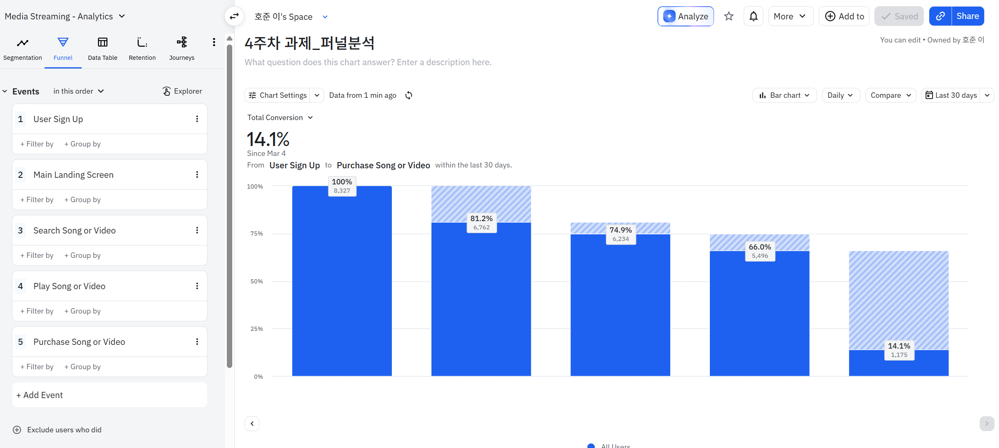 Media Streaming - Analytics
Segmentation
Funnel
Data Table
Retention
Journeys
Events
in this order
Explorer
1 User Sign Up
+ Filter by + Group by
2 Main Landing Screen
+ Filter by + Group by
3 Search Song or Video
+ Filter by + Group by
4 Play Song or Video
+ Filter by + Group by
5 Purchase Song or Video
+ Filter by + Group by
+ Add Event
Exclude users who did
호준 이's Space
Analyze
More
Add to
Saved
Share
4주차 과제_퍼널분석
You can edit • Owned by 호준 이
What question does this chart answer? Enter a description here.
Chart Settings
Data from 1 min ago
Bar chart
Daily
Compare
Last 30 days
Total Conversion
14.1%
Since Mar 4
From User Sign Up to Purchase Song or Video within the last 30 days.
100%
75%
50%
25%
0%
100%
8,327
81.2%
6,762
74.9%
6,234
66.0%
5,496
14.1%
1,175
All Users